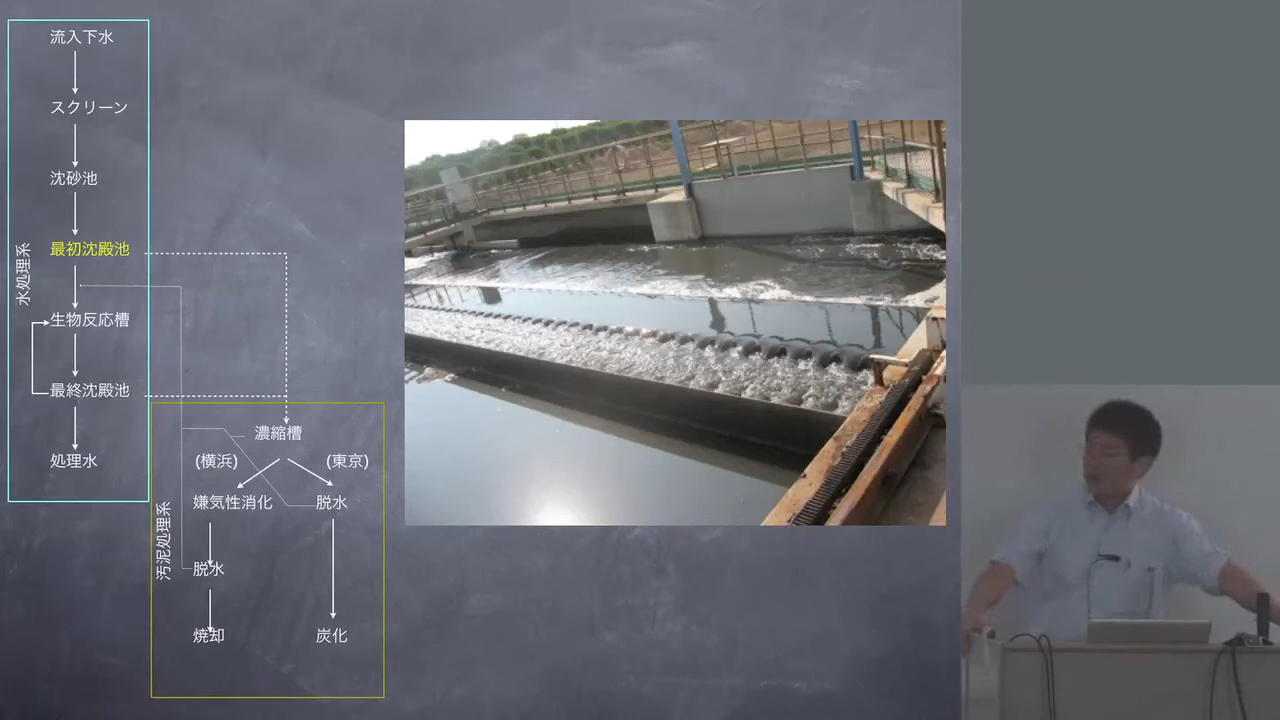 流入下水
スクリーン
沈砂池
最初沈殿池
生物反応槽
最終沈殿池
処理水
水処理系
濃縮槽
(横浜)
(東京)
嫌気性消化
脱水
脱水
焼却
炭化
汚泥処理系